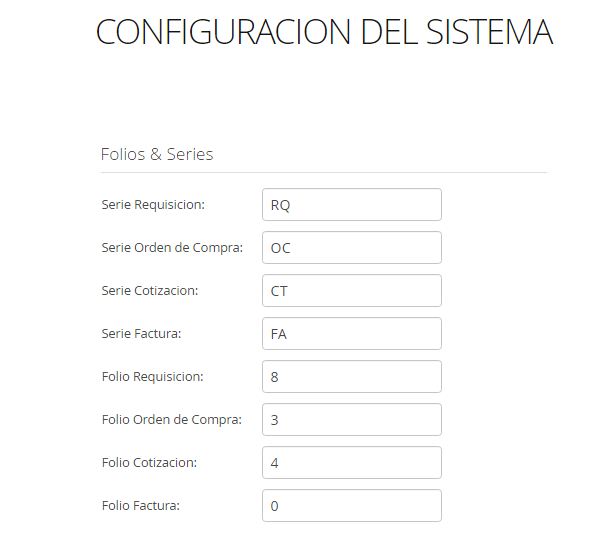 CONFIGURACION DEL SISTEMA
Folios & Series
Serie Requisicion: RQ
Serie Orden de Compra: OC
Serie Cotizacion: CT
Serie Factura: FA
Folio Requisicion: 8
Folio Orden de Compra: 3
Folio Cotizacion: 4
Folio Factura: 0